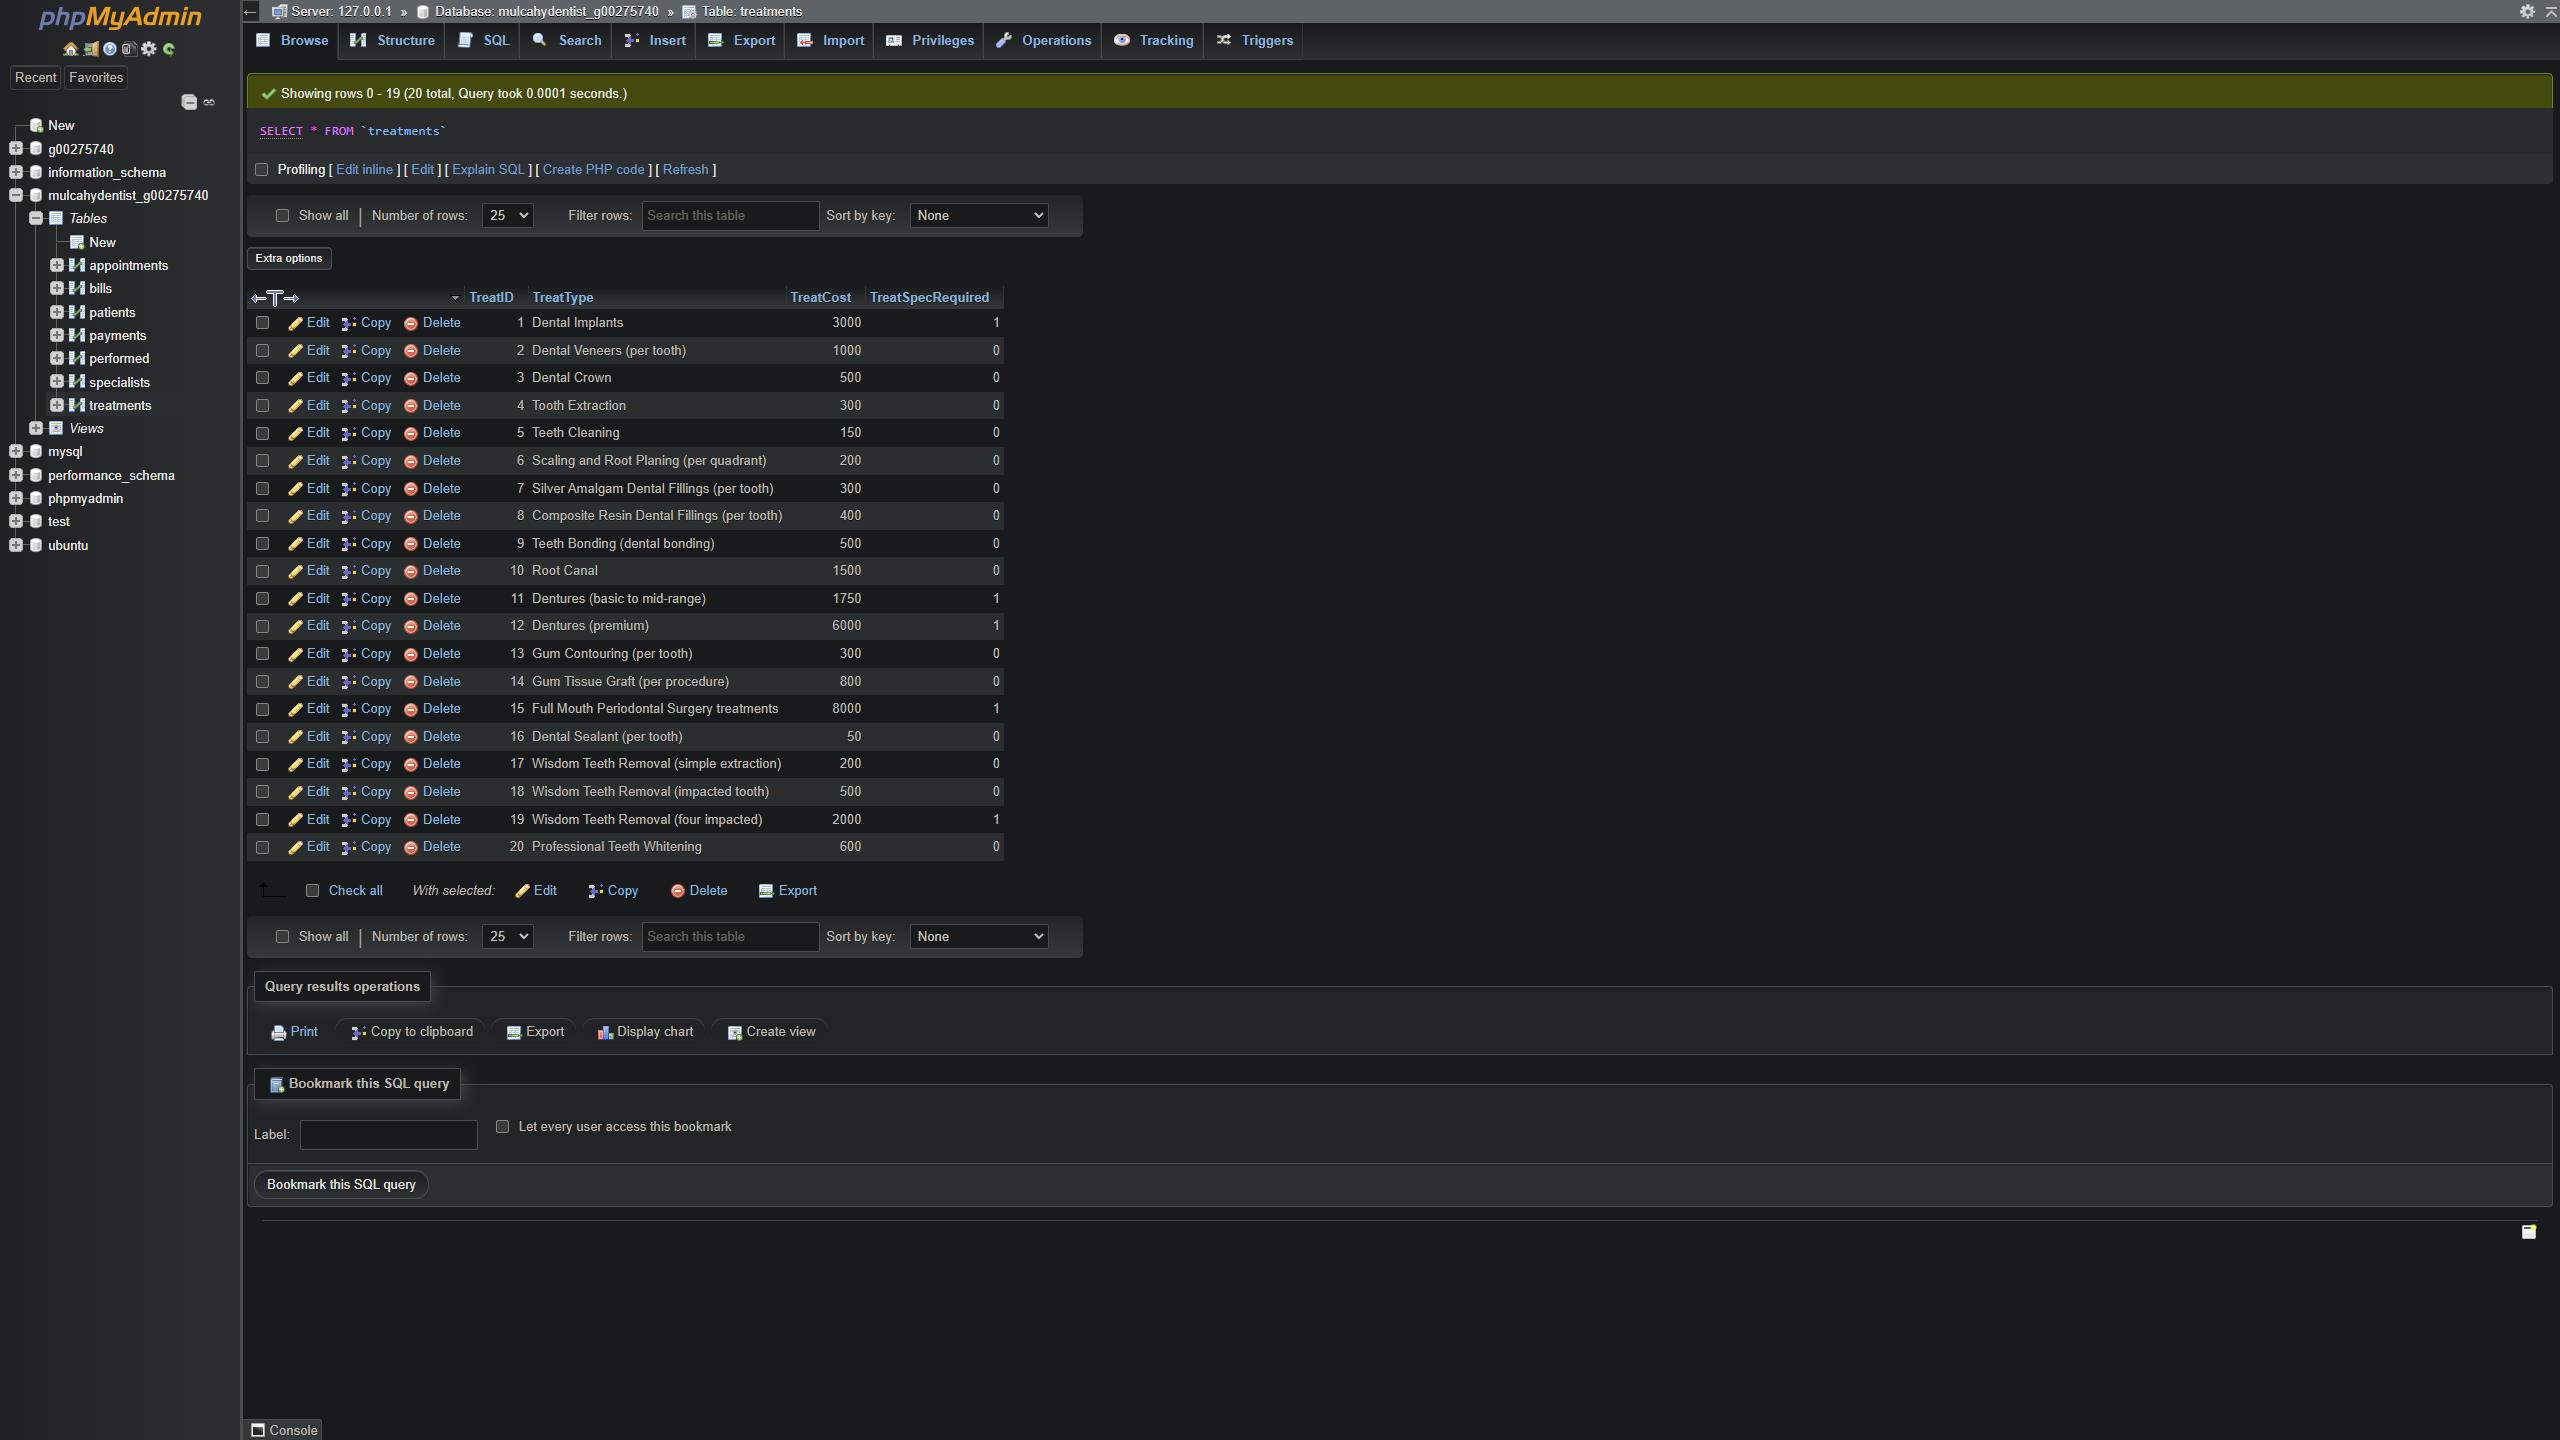 phpMyAdmin
Recent Favorites
New
g00275740
information_schema
mulcahydentist_g00275740
Tables
New
appointments
bills
patients
payments
performed
specialists
treatments
Views
mysql
performance_schema
phpmyadmin
test
ubuntu
Server: 127.0.0.1 » Database: mulcahydentist_g00275740 » Table: treatments
Browse Structure SQL Search Insert Export Import Privileges Operations Tracking Triggers
Showing rows 0 - 19 (20 total, Query took 0.0001 seconds.)
SELECT * FROM `treatments`
Profiling [ Edit inline ] [ Edit ] [ Explain SQL ] [ Create PHP code ] [ Refresh ]
Show all | Number of rows: 25 Filter rows: Search this table Sort by key: None
Extra options
TreatID TreatType TreatCost TreatSpecRequired
Edit Copy Delete 1 Dental Implants 3000 1
Edit Copy Delete 2 Dental Veneers (per tooth) 1000 0
Edit Copy Delete 3 Dental Crown 500 0
Edit Copy Delete 4 Tooth Extraction 300 0
Edit Copy Delete 5 Teeth Cleaning 150 0
Edit Copy Delete 6 Scaling and Root Planing (per quadrant) 200 0
Edit Copy Delete 7 Silver Amalgam Dental Fillings (per tooth) 300 0
Edit Copy Delete 8 Composite Resin Dental Fillings (per tooth) 400 0
Edit Copy Delete 9 Teeth Bonding (dental bonding) 500 0
Edit Copy Delete 10 Root Canal 1500 0
Edit Copy Delete 11 Dentures (basic to mid-range) 1750 1
Edit Copy Delete 12 Dentures (premium) 6000 1
Edit Copy Delete 13 Gum Contouring (per tooth) 300 0
Edit Copy Delete 14 Gum Tissue Graft (per procedure) 800 0
Edit Copy Delete 15 Full Mouth Periodontal Surgery treatments 8000 1
Edit Copy Delete 16 Dental Sealant (per tooth) 50 0
Edit Copy Delete 17 Wisdom Teeth Removal (simple extraction) 200 0
Edit Copy Delete 18 Wisdom Teeth Removal (impacted tooth) 500 0
Edit Copy Delete 19 Wisdom Teeth Removal (four impacted) 2000 1
Edit Copy Delete 20 Professional Teeth Whitening 600 0
Check all With selected: Edit Copy Delete Export
Show all | Number of rows: 25 Filter rows: Search this table Sort by key: None
Query results operations
Print Copy to clipboard Export Display chart Create view
Bookmark this SQL query
Label: Let every user access this bookmark
Bookmark this SQL query
Console